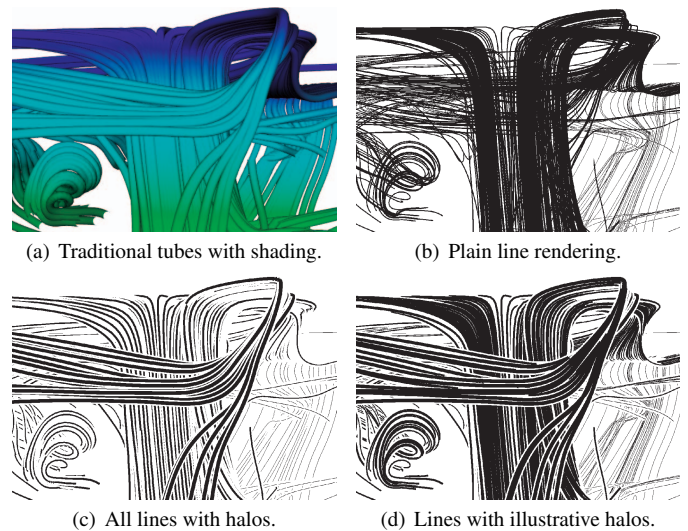 (a) Traditional tubes with shading.
(b) Plain line rendering.
(c) All lines with halos.
(d) Lines with illustrative halos.